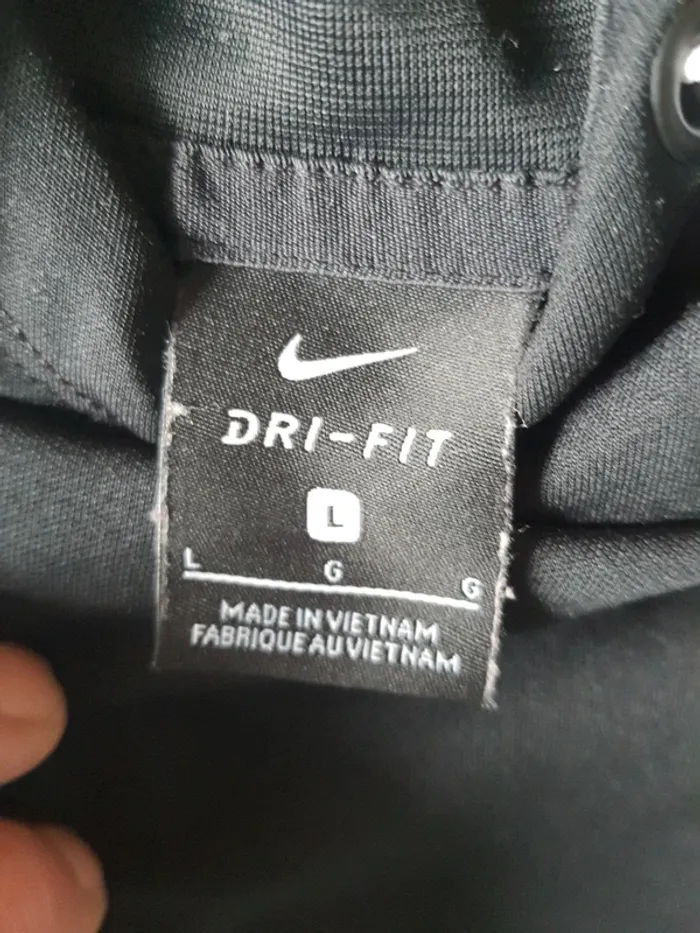 DRI-FIT
L
L G G
MADE IN VIETNAM
FABRIQUE AU VIETNAM